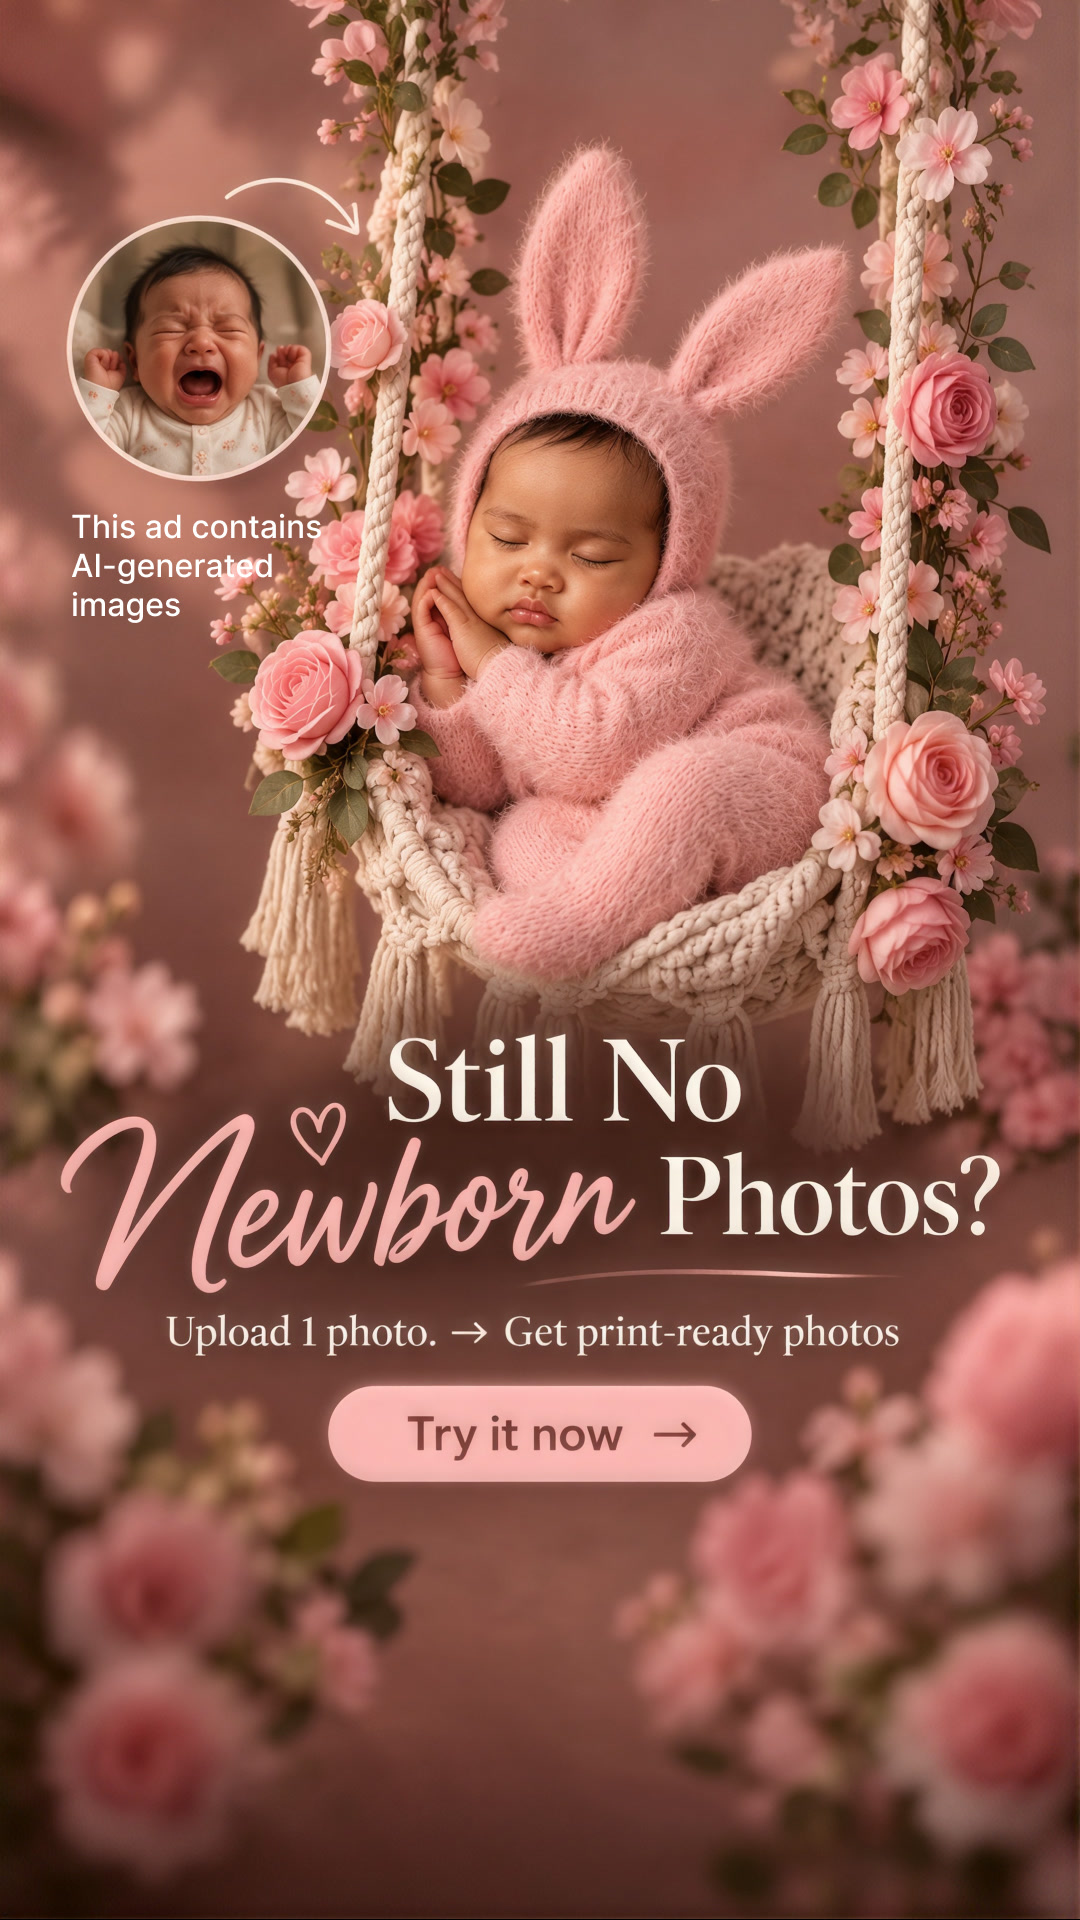 This ad contains
AI-generated
images
Still No
Newborn Photos?
Upload 1 photo. → Get print-ready photos
Try it now →